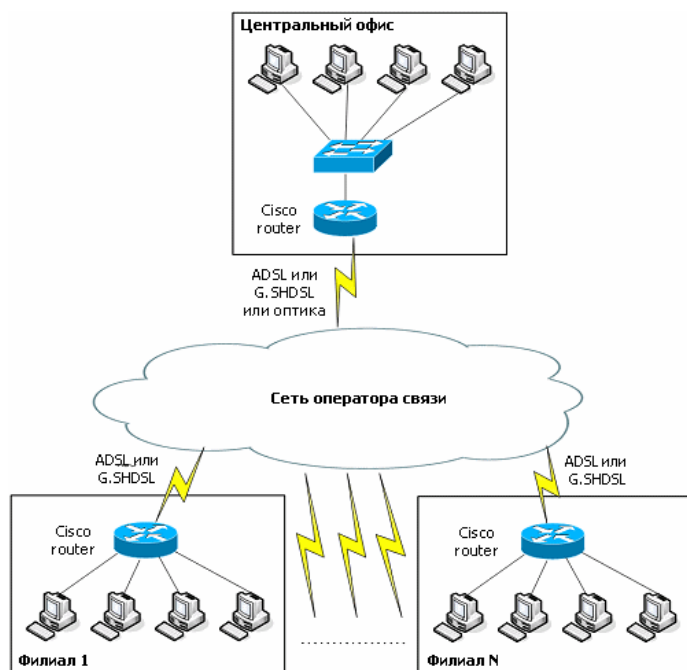 Центральный офис
Cisco
router
ADSL или
G.SHDSL
или оптика
Сеть оператора связи
ADSL или
G.SHDSL
ADSL или
G.SHDSL
Cisco
router
Cisco
router
Филиал 1
Филиал N